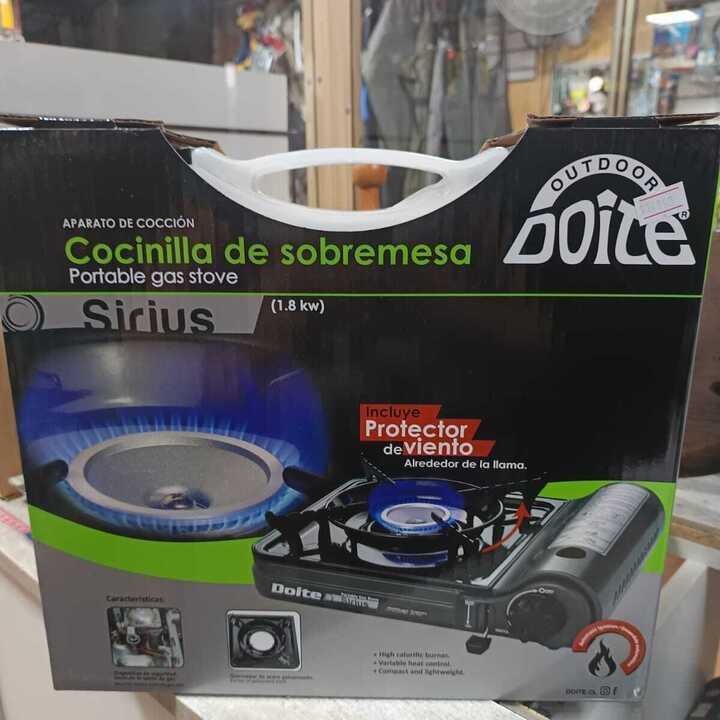 OUTDOOR
Doite
APARATO DE COCCIÓN
Cocinilla de sobremesa
Portable gas stove
Sirius
(1.8 kw)
Incluye
Protector
de viento
Alrededor de la llama.
Doite
Características:
• High calorific burner.
• Variable heat control.
• Compact and lightweight.
DOITE.CL